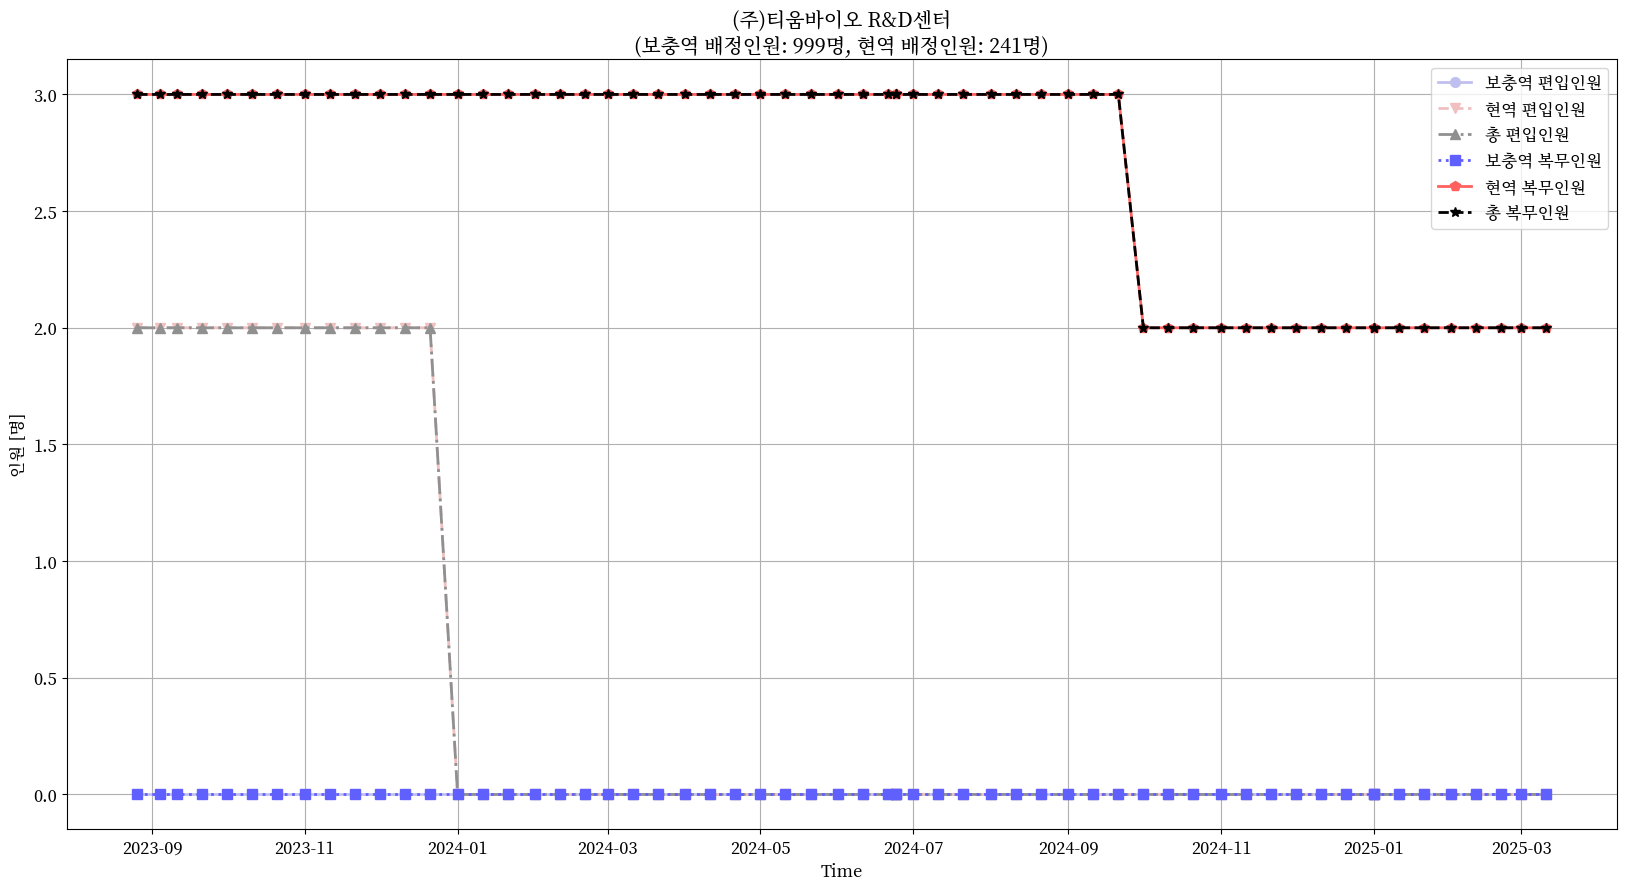 (주)티움바이오 R&D센터
(보충역 배정인원: 999명, 현역 배정인원: 241명)
3.0
2.5
2.0
1.5
1.0
0.5
0.0
인원 [명]
보충역 편입인원
현역 편입인원
총 편입인원
보충역 복무인원
현역 복무인원
총 복무인원
2023-09
2023-11
2024-01
2024-03
2024-05
2024-07
2024-09
2024-11
2025-01
2025-03
Time